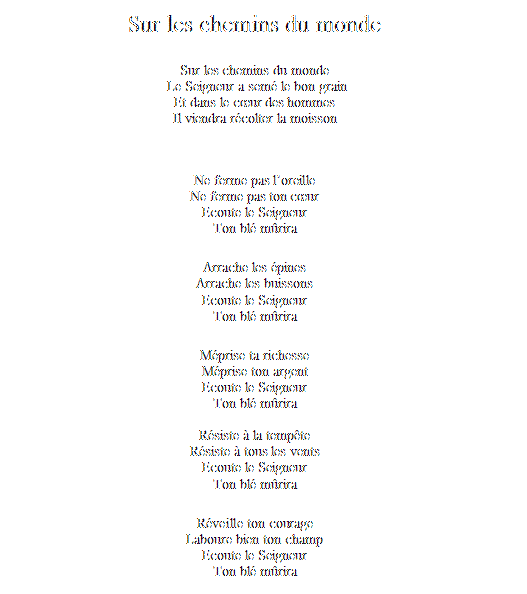 Sur les chemins du monde
Sur les chemins du monde
Le Seigneur a semé le bon grain
Et dans le cœur des hommes
Il viendra récolter la moisson
Ne ferme pas l'oreille
Ne ferme pas ton cœur
Ecoute le Seigneur
Ton blé mûrira
Arrache les épines
Arrache les buissons
Ecoute le Seigneur
Ton blé mûrira
Méprise ta richesse
Méprise ton argent
Ecoute le Seigneur
Ton blé mûrira
Résiste à la tempête
Résiste à tous les vents
Ecoute le Seigneur
Ton blé mûrira
Réveille ton courage
Laboure bien ton champ
Ecoute le Seigneur
Ton blé mûrira